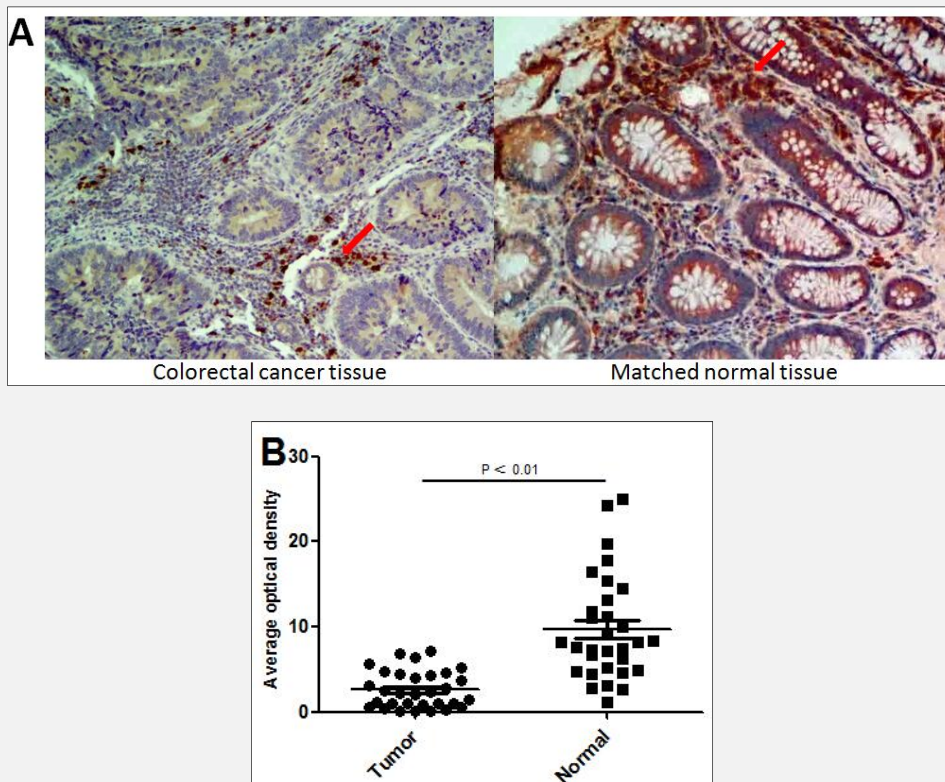 A
Colorectal cancer tissue
Matched normal tissue
B
P < 0.01
Average optical density
30
20
10
0
Tumor
Normal